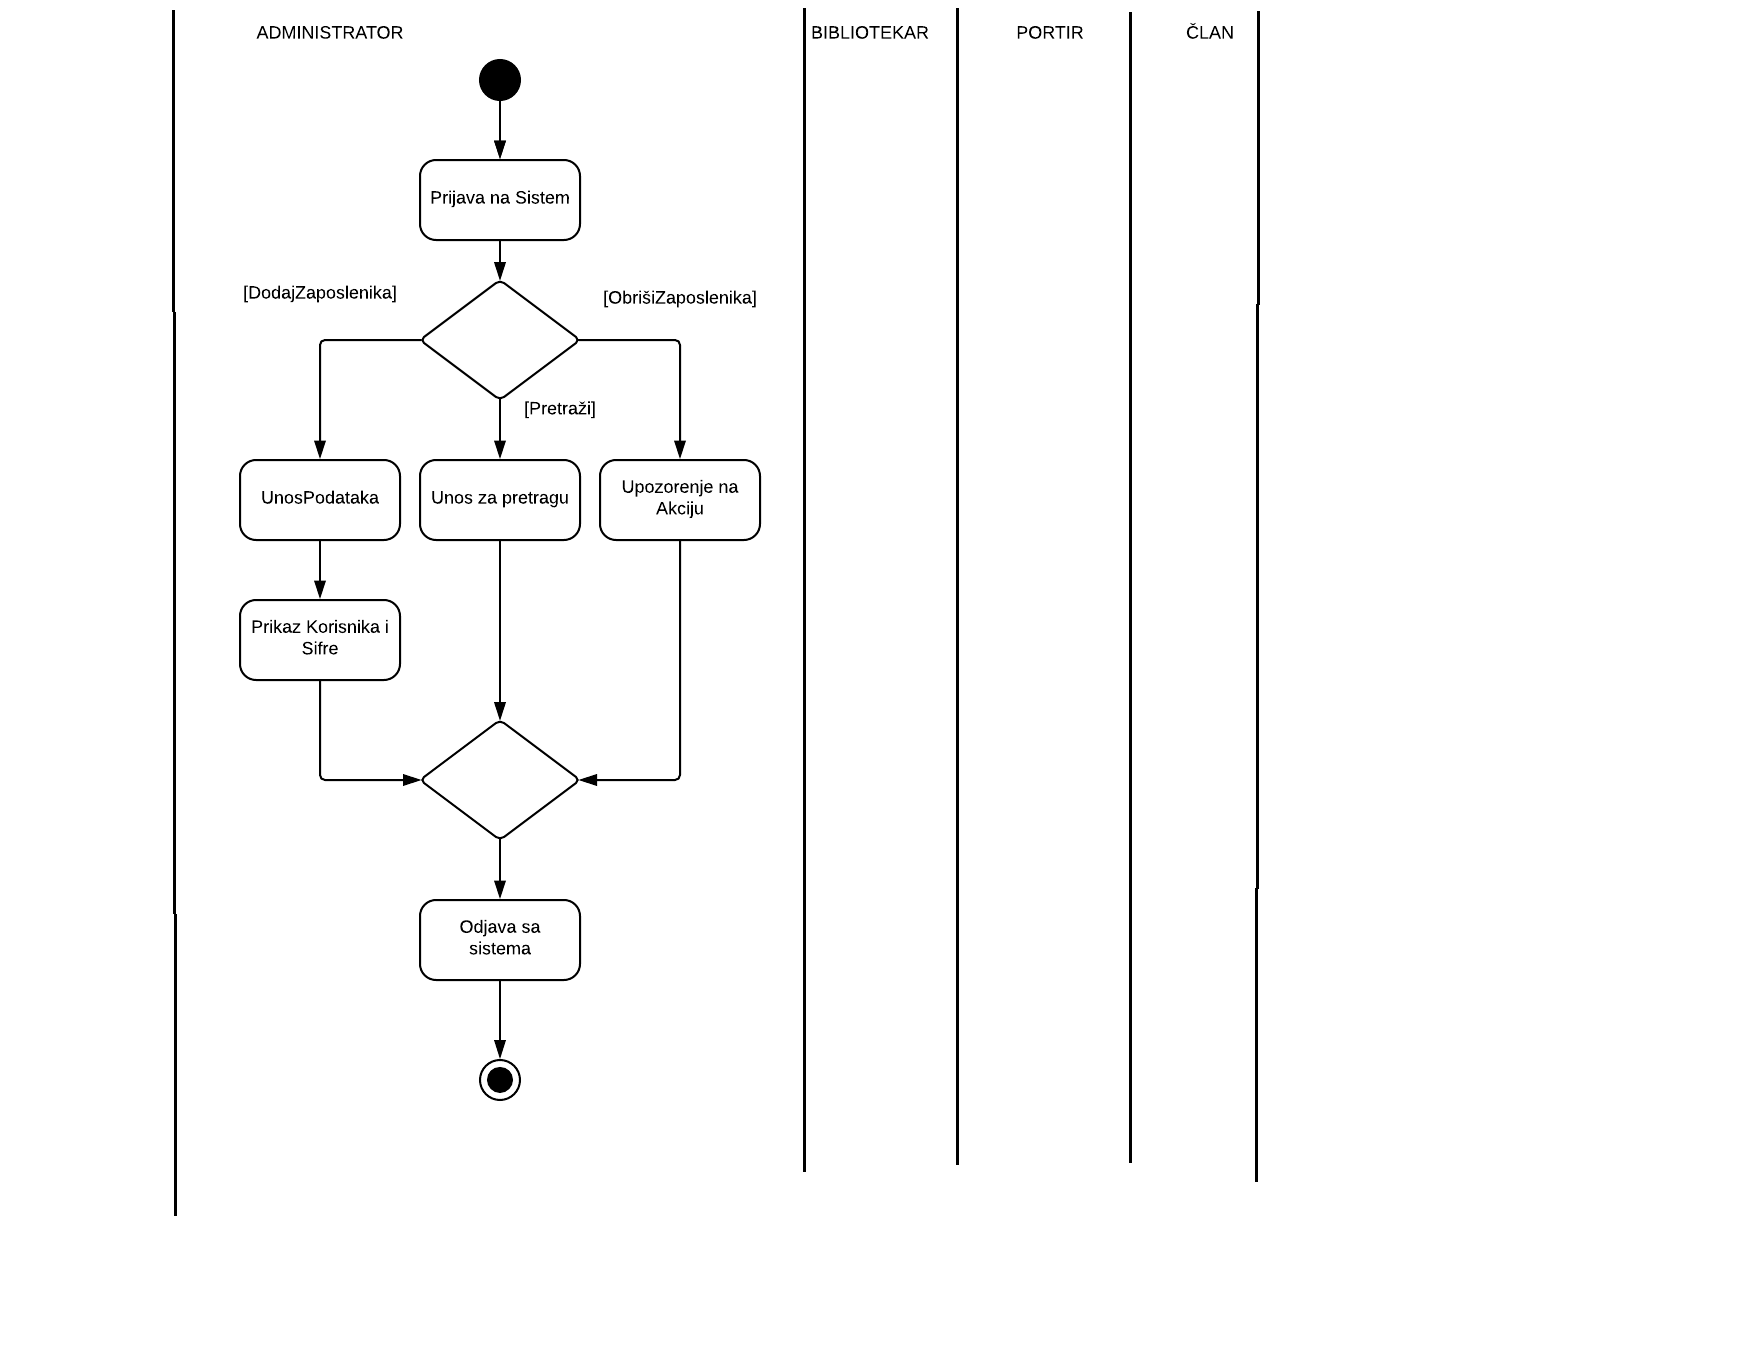 ADMINISTRATOR
BIBLIOTEKAR
PORTIR
ČLAN
Prijava na Sistem
[DodajZaposlenika]
[ObrišiZaposlenika]
[Pretraži]
UnosPodataka
Unos za pretragu
Upozorenje na
Akciju
Prikaz Korisnika i
Sifre
Odjava sa
sistema